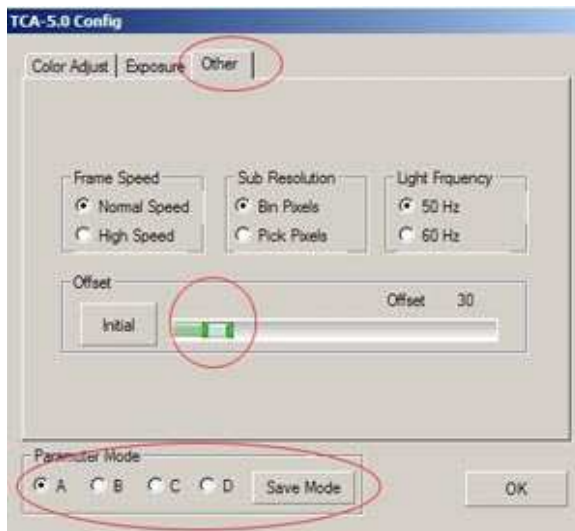 TCA-5.0 Config
Color Adjust Exposure Other
Frame Speed Sub Resolution Light Frquency
Normal Speed Bin Pixels 50 Hz
High Speed Pick Pixels 60 Hz
Offset
Offset 30
Initial
Parameter Mode
A B C D Save Mode OK